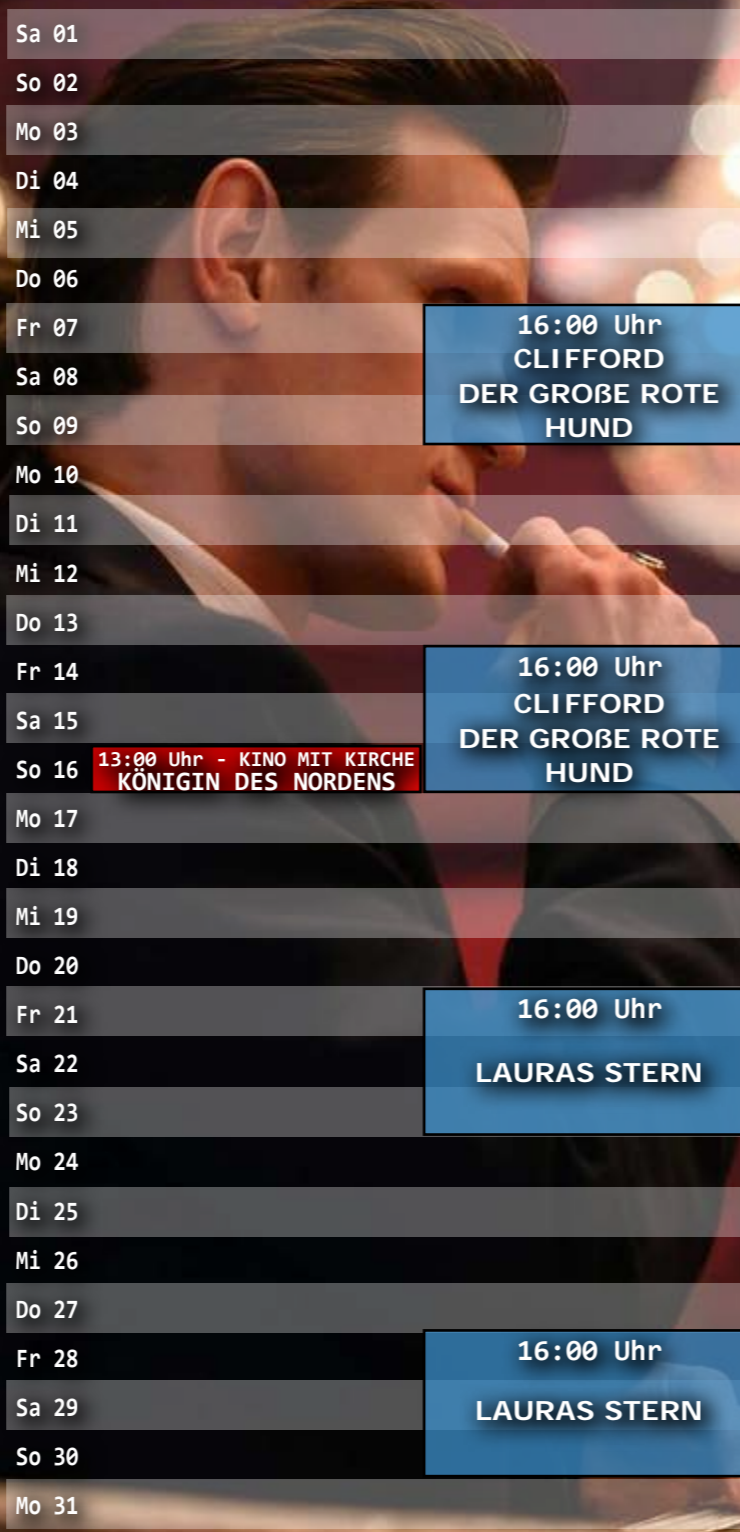 Sa 01
So 02
Mo 03
Di 04
Mi 05
Do 06
Fr 07
16:00 Uhr
CLIFFORD
Sa 08
DER GROßE ROTE
So 09
HUND
Mo 10
Di 11
Mi 12
Do 13
Fr 14
16:00 Uhr
CLIFFORD
Sa 15
DER GROßE ROTE
So 16
13:00 Uhr - KINO MIT KIRCHE
KÖNIGIN DES NORDENS
HUND
Mo 17
Di 18
Mi 19
Do 20
Fr 21
16:00 Uhr
Sa 22
LAURAS STERN
So 23
Mo 24
Di 25
Mi 26
Do 27
Fr 28
16:00 Uhr
Sa 29
LAURAS STERN
So 30
Mo 31